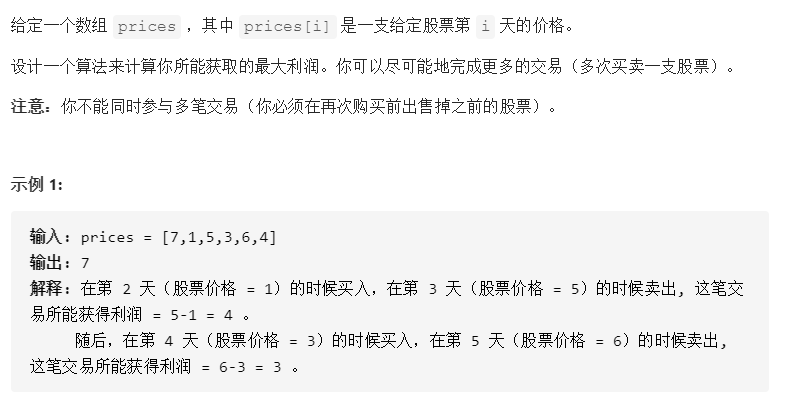 给定一个数组 prices ，其中 prices[i] 是一支给定股票第 i 天的价格。
设计一个算法来计算你所能获取的最大利润。你可以尽可能地完成更多的交易（多次买卖一支股票）。
注意：你不能同时参与多笔交易（你必须在再次购买前出售掉之前的股票）。
示例 1:
输入: prices = [7,1,5,3,6,4]
输出: 7
解释: 在第 2 天（股票价格 = 1）的时候买入，在第 3 天（股票价格 = 5）的时候卖出, 这笔交
易所能获得利润 = 5-1 = 4 。
随后，在第 4 天（股票价格 = 3）的时候买入，在第 5 天（股票价格 = 6）的时候卖出,
这笔交易所能获得利润 = 6-3 = 3 。